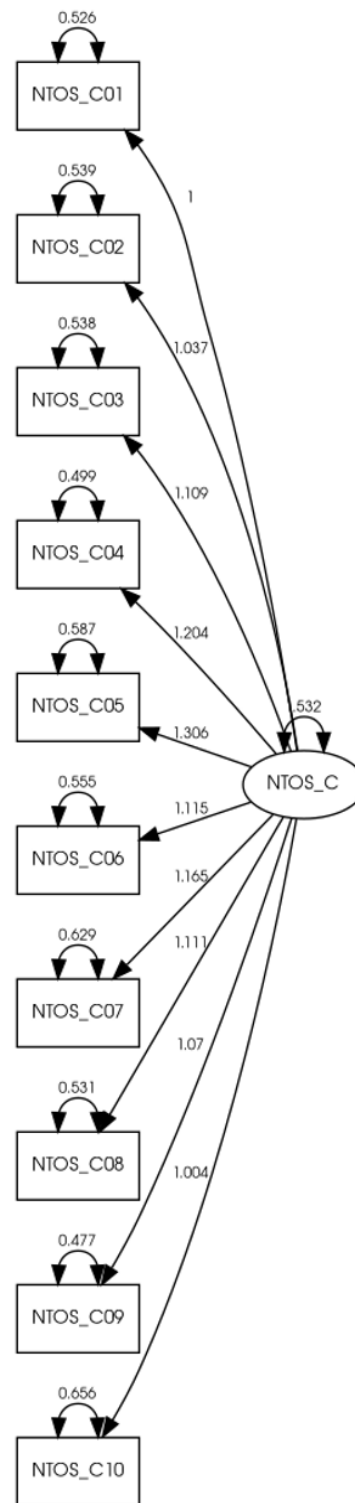 0.526
NTOS_C01
1
0.539
NTOS_C02
1.037
0.538
NTOS_C03
1.109
0.499
NTOS_C04
1.204
0.587
NTOS_C05
1.306
.532
NTOS_C
0.555
NTOS_C06
1.115
1.165
0.629
NTOS_C07
1.111
0.531
NTOS_C08
1.07
0.477
NTOS_C09
1.004
0.656
NTOS_C10